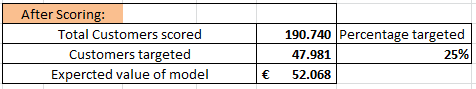 After Scoring:
Total Customers scored 190.740 Percentage targeted
Customers targeted 47.981 25%
Expercted value of model € 52.068